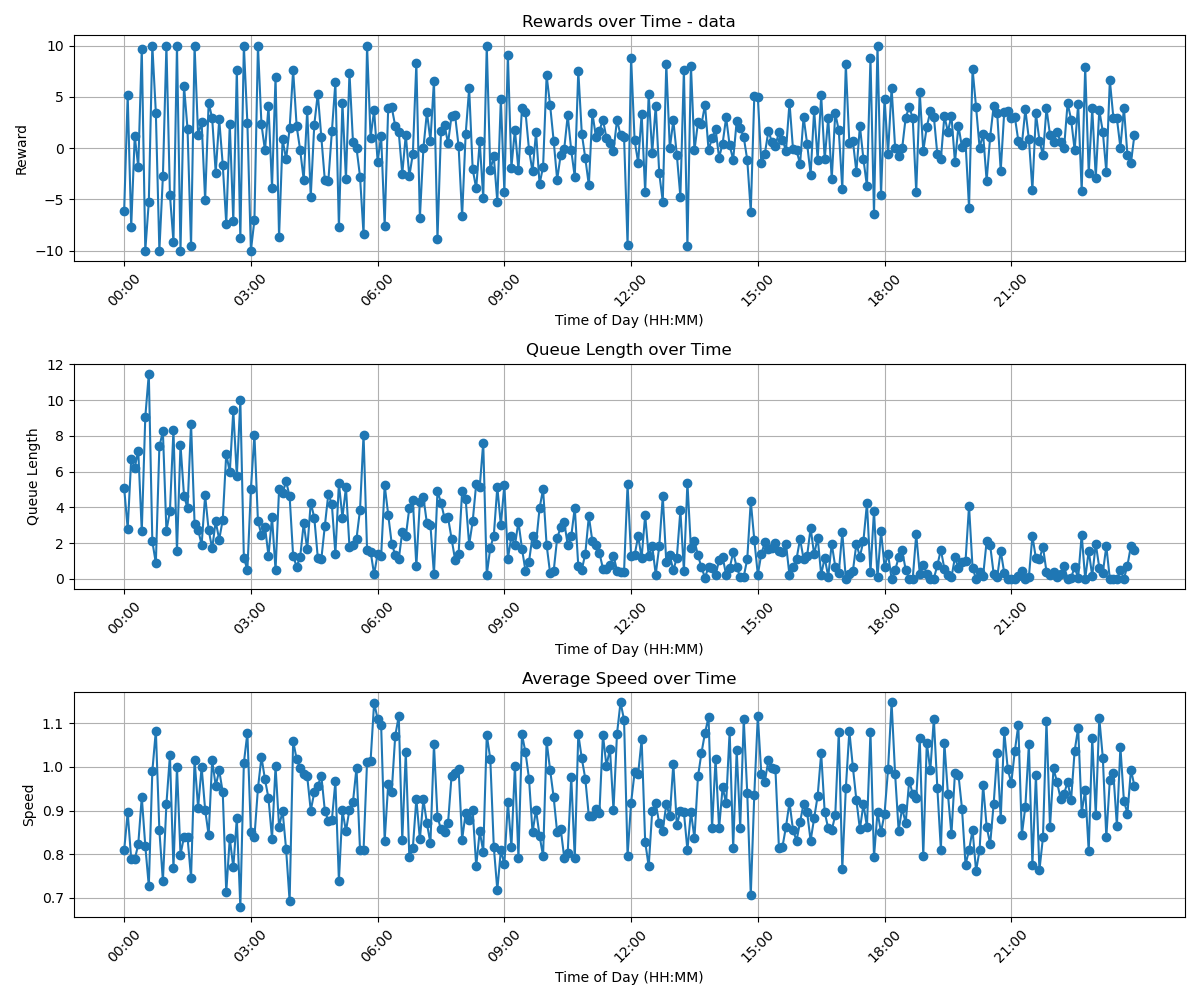 Rewards over Time - data
10
5
0
−5
−10
Reward
00:00 03:00 06:00 09:00 12:00 15:00 18:00 21:00
Time of Day (HH:MM)
Queue Length over Time
12
10
8
6
4
2
0
Queue Length
00:00 03:00 06:00 09:00 12:00 15:00 18:00 21:00
Time of Day (HH:MM)
Average Speed over Time
1.1
1.0
0.9
0.8
0.7
Speed
00:00 03:00 06:00 09:00 12:00 15:00 18:00 21:00
Time of Day (HH:MM)